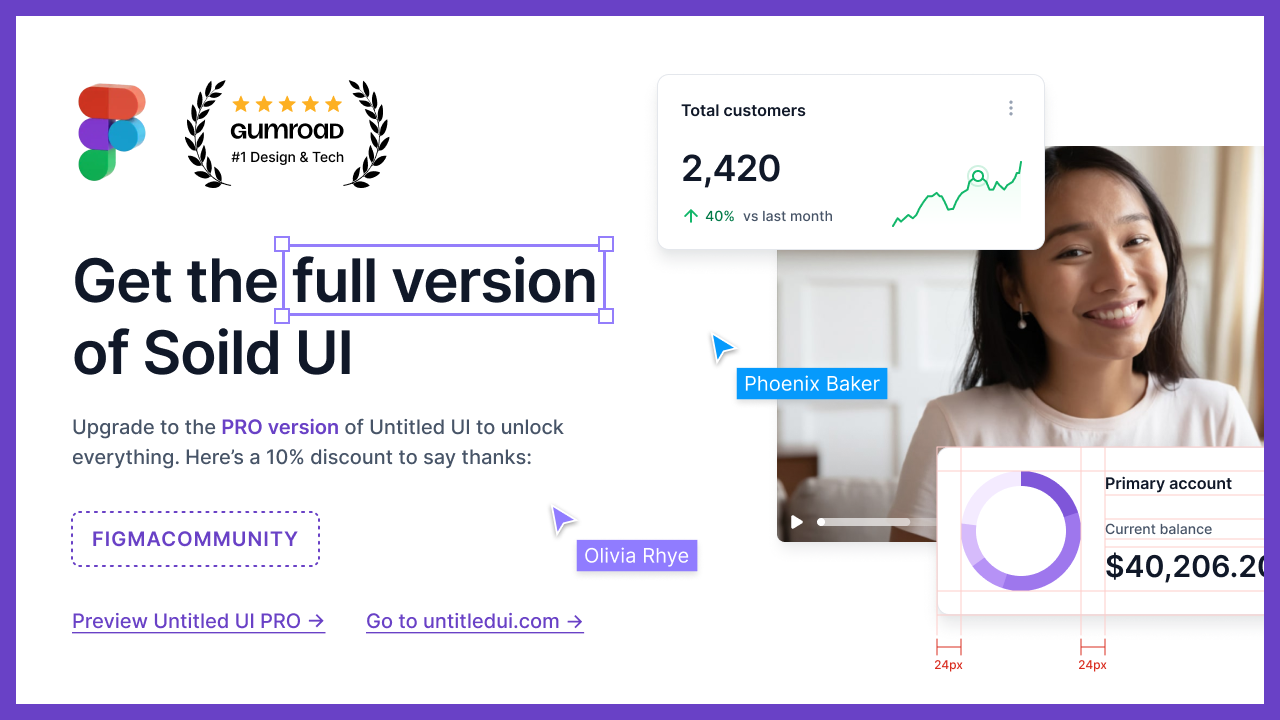 GUMROAD
#1 Design & Tech
Get the full version
of Soild UI
Upgrade to the PRO version of Untitled UI to unlock
everything. Here’s a 10% discount to say thanks:
FIGMACOMMUNITY
Preview Untitled UI PRO →
Go to untitledui.com →
Total customers
2,420
40% vs last month
Phoenix Baker
Olivia Rhye
Primary account
Current balance
$40,206.20
24px
24px